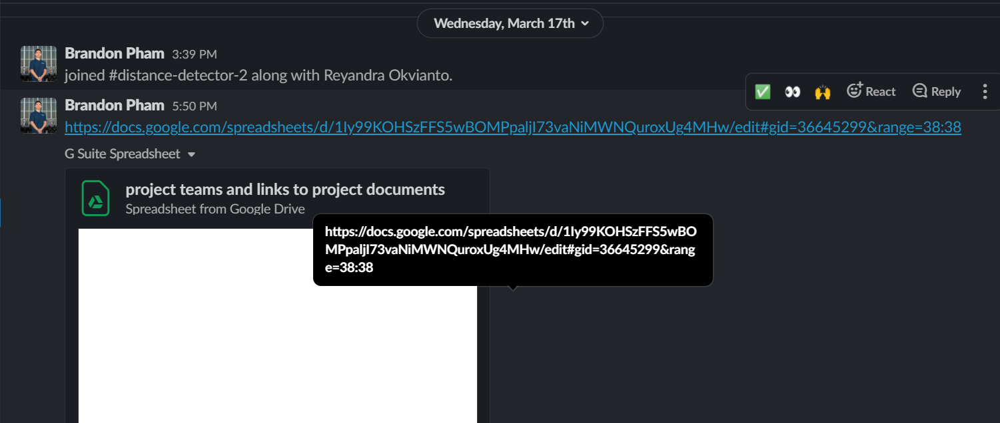 Wednesday, March 17th
Brandon Pham 3:39 PM
joined #distance-detector-2 along with Reyandra Okvianto.
React Reply
Brandon Pham 5:50 PM
https://docs.google.com/spreadsheets/d/1Iy99KOHSzFFS5wBOMPpaljI73vaNiMWNQuroxUg4MHw/edit#gid=36645299&range=38:38
G Suite Spreadsheet
project teams and links to project documents
Spreadsheet from Google Drive
https://docs.google.com/spreadsheets/d/1Iy99KOHSzFFS5wBO
MPpaljI73vaNiMWNQuroxUg4MHw/edit#gid=36645299&rang
e=38:38